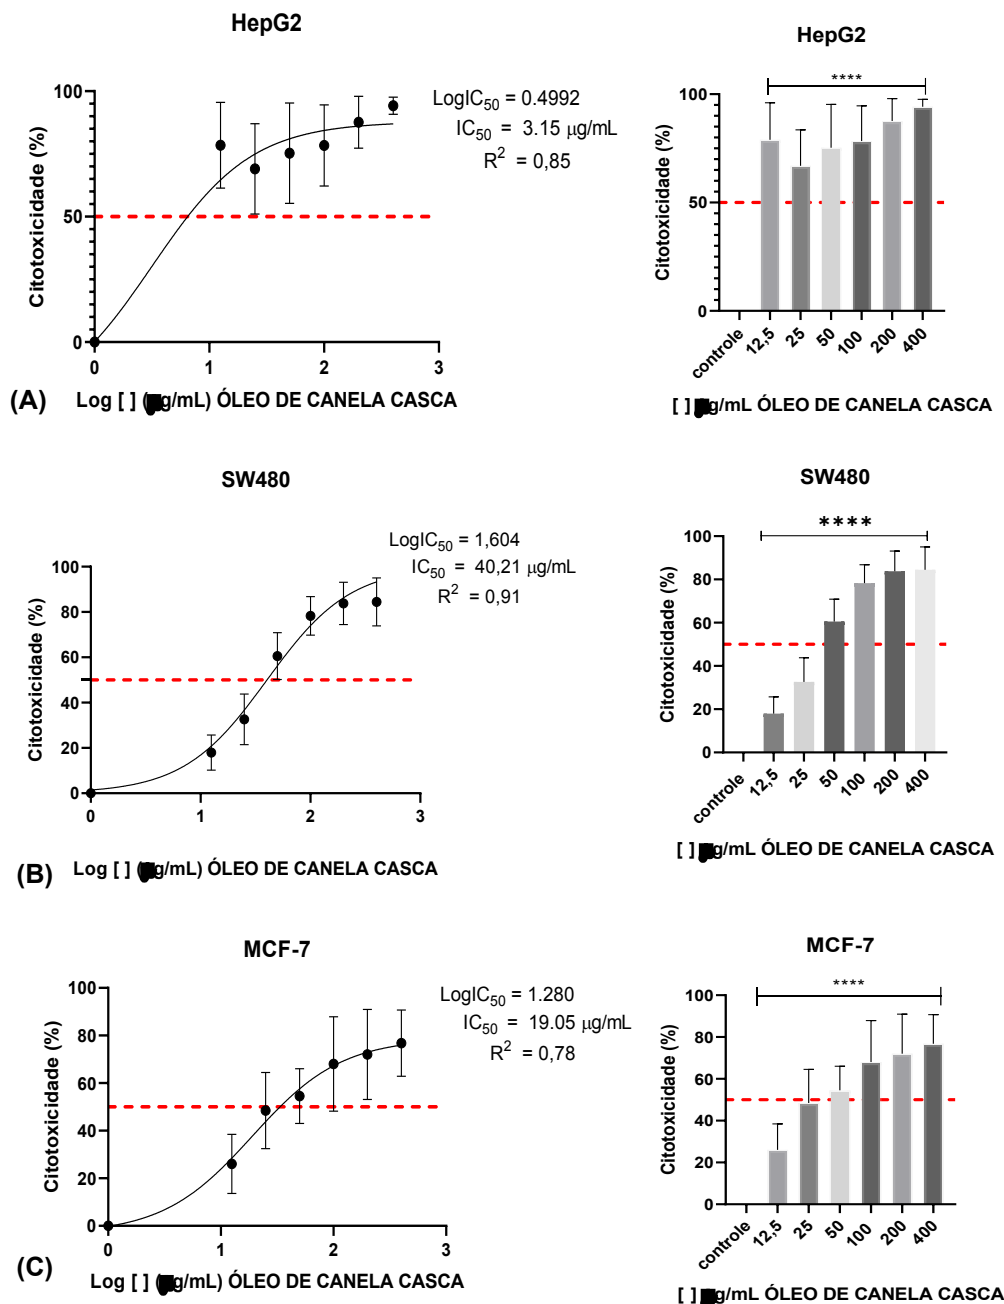 HepG2
Citotoxicidade (%)
100
50
0
0 1 2 3
LogIC50 = 0.4992
IC50 = 3.15 µg/mL
R2 = 0,85
(A) Log [ ] ( g/mL) ÓLEO DE CANELA CASCA
HepG2
****
Citotoxicidade (%)
100
50
0
controle 12,5 25 50 100 200 400
[ ] g/mL ÓLEO DE CANELA CASCA
SW480
Citotoxicidade (%)
100
80
60
40
20
0
0 1 2 3
LogIC50 = 1,604
IC50 = 40,21 µg/mL
R2 = 0,91
(B) Log [ ] ( g/mL) ÓLEO DE CANELA CASCA
SW480
****
Citotoxicidade (%)
100
80
60
40
20
0
controle 12,5 25 50 100 200 400
[ ] g/mL ÓLEO DE CANELA CASCA
MCF-7
Citotoxicidade (%)
100
80
60
40
20
0
0 1 2 3
LogIC50 = 1.280
IC50 = 19.05 µg/mL
R2 = 0,78
(C) Log [ ] ( g/mL) ÓLEO DE CANELA CASCA
MCF-7
****
Citotoxicidade (%)
100
80
60
40
20
0
controle 12,5 25 50 100 200 400
[ ] g/mL ÓLEO DE CANELA CASCA